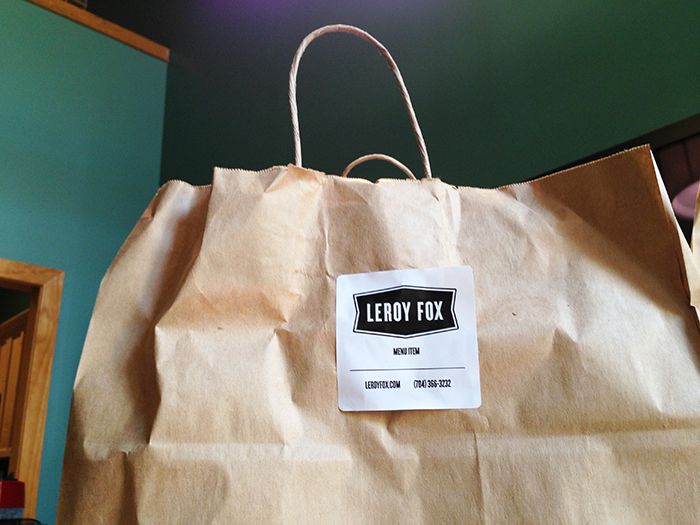 LEROY FOX
MENU ITEM
LEROYFOX.COM (704) 366-3232